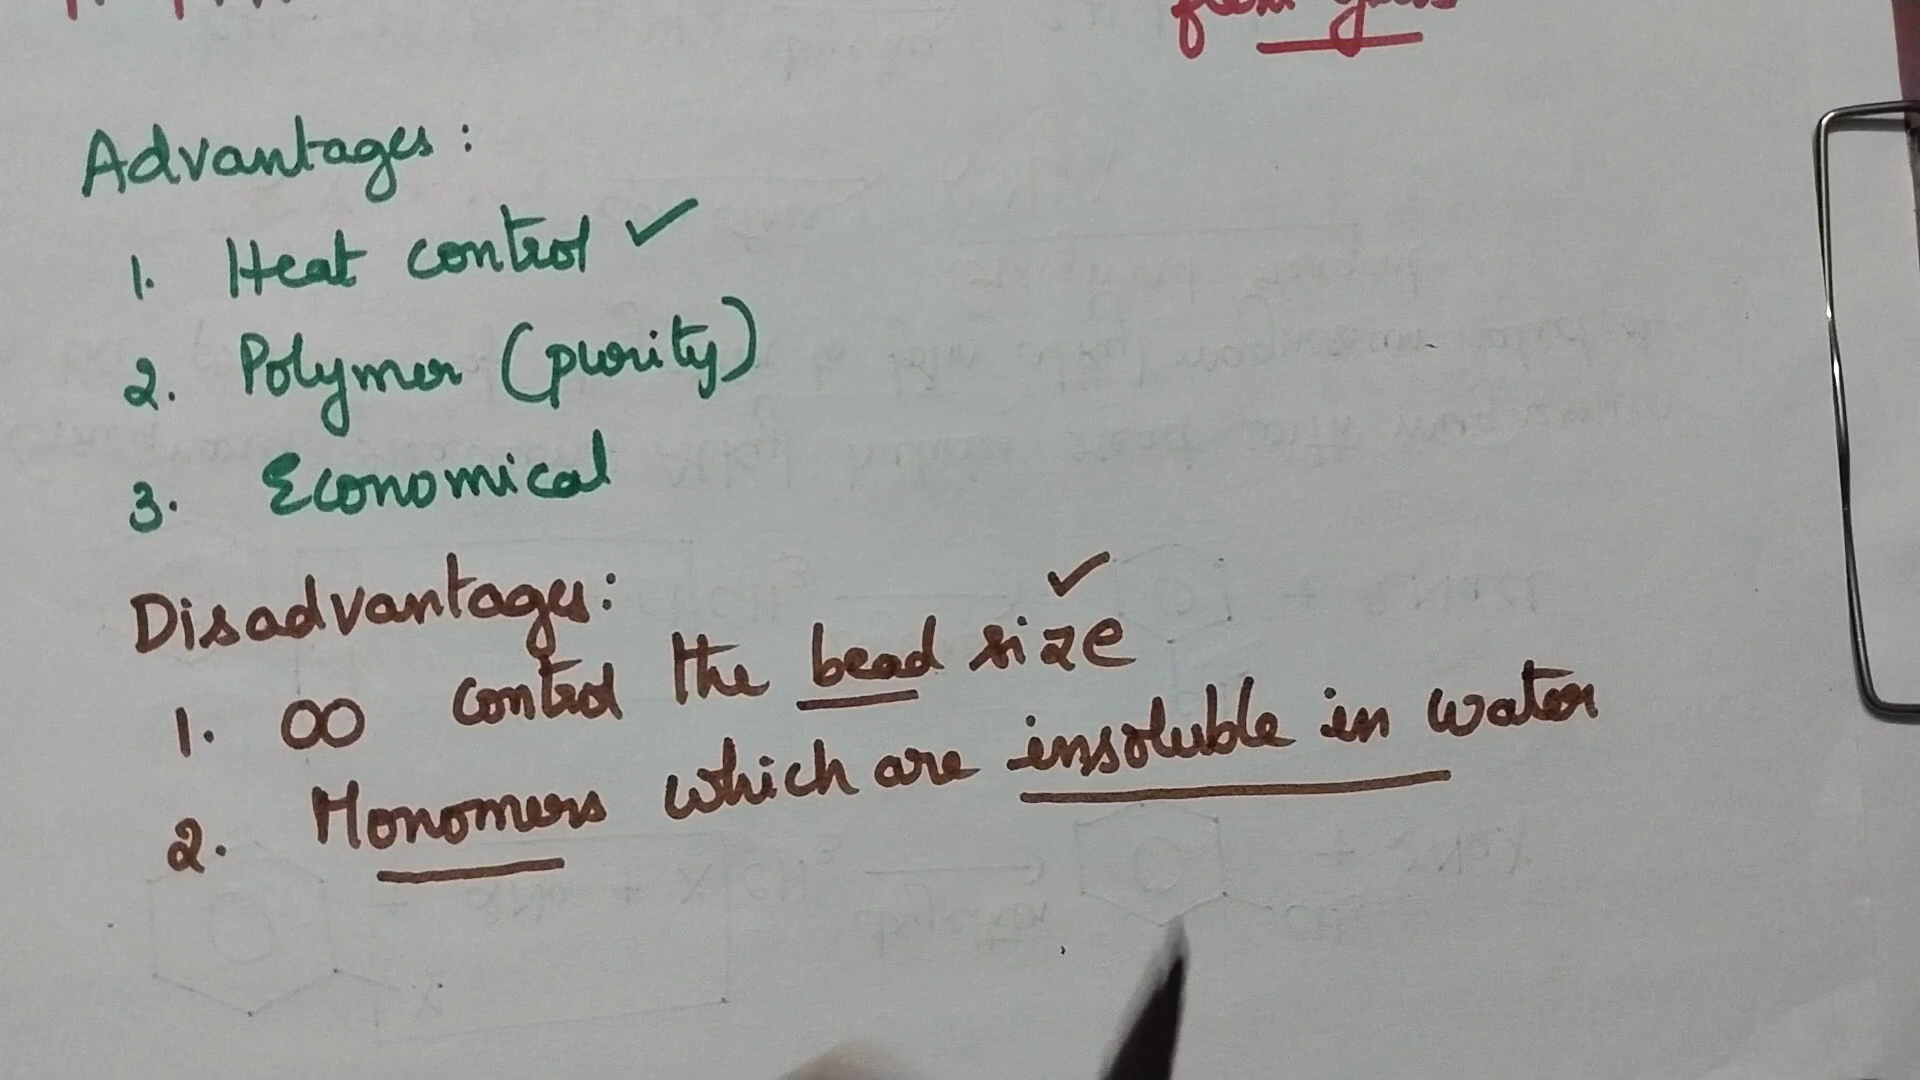 Advantages:
1. Heat control ✓
2. Polymer (purity)
3. Economical
Disadvantages:
1. ∞ control the bead size ✓
2. Monomers which are insoluble in water